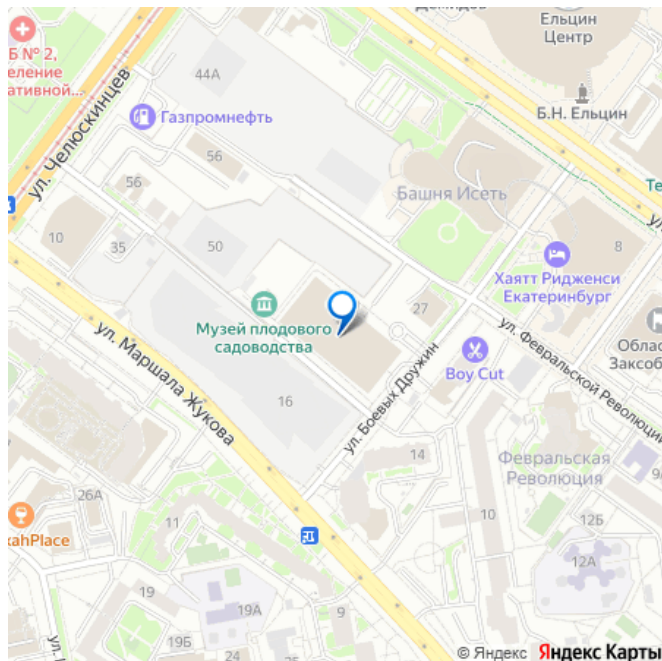 Ельцин
Центр
Б № 2,
44А
Б.Н. Ельцин
ул. Челюскинцев
Газпромнефть
56
56
Башня Исеть
10
35
50
8
Хаятт Ридженси
Екатеринбург
27
Музей плодового
садоводства
ул. Февральской Революции
Boy Cut
ул. Маршала Жукова
16
ул. Боевых Дружин
14
Февральская
Революция
26А
11
10
12Б
12А
19
19А
9
19Б
24
© Яндекс Яндекс Карты